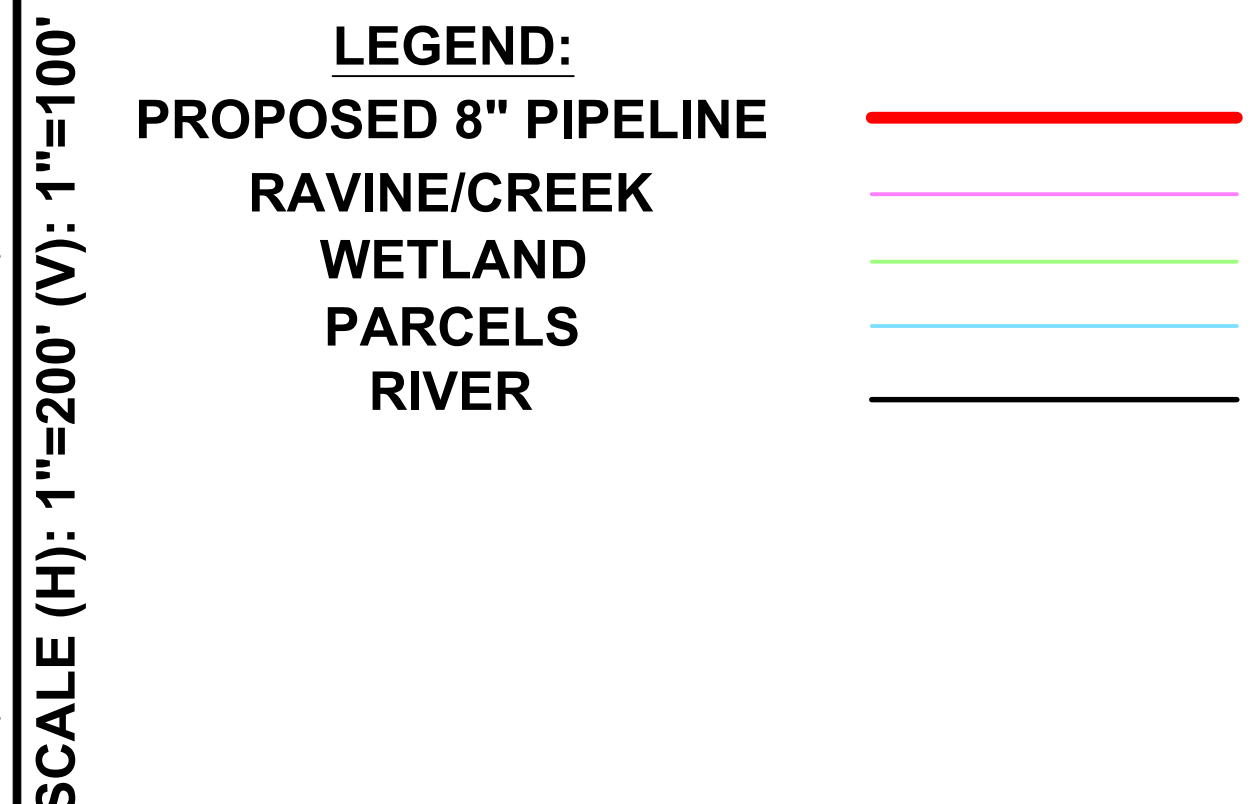 SCALE (H): 1"=200' (V): 1"=100'
LEGEND:
PROPOSED 8" PIPELINE
RAVINE/CREEK
WETLAND
PARCELS
RIVER